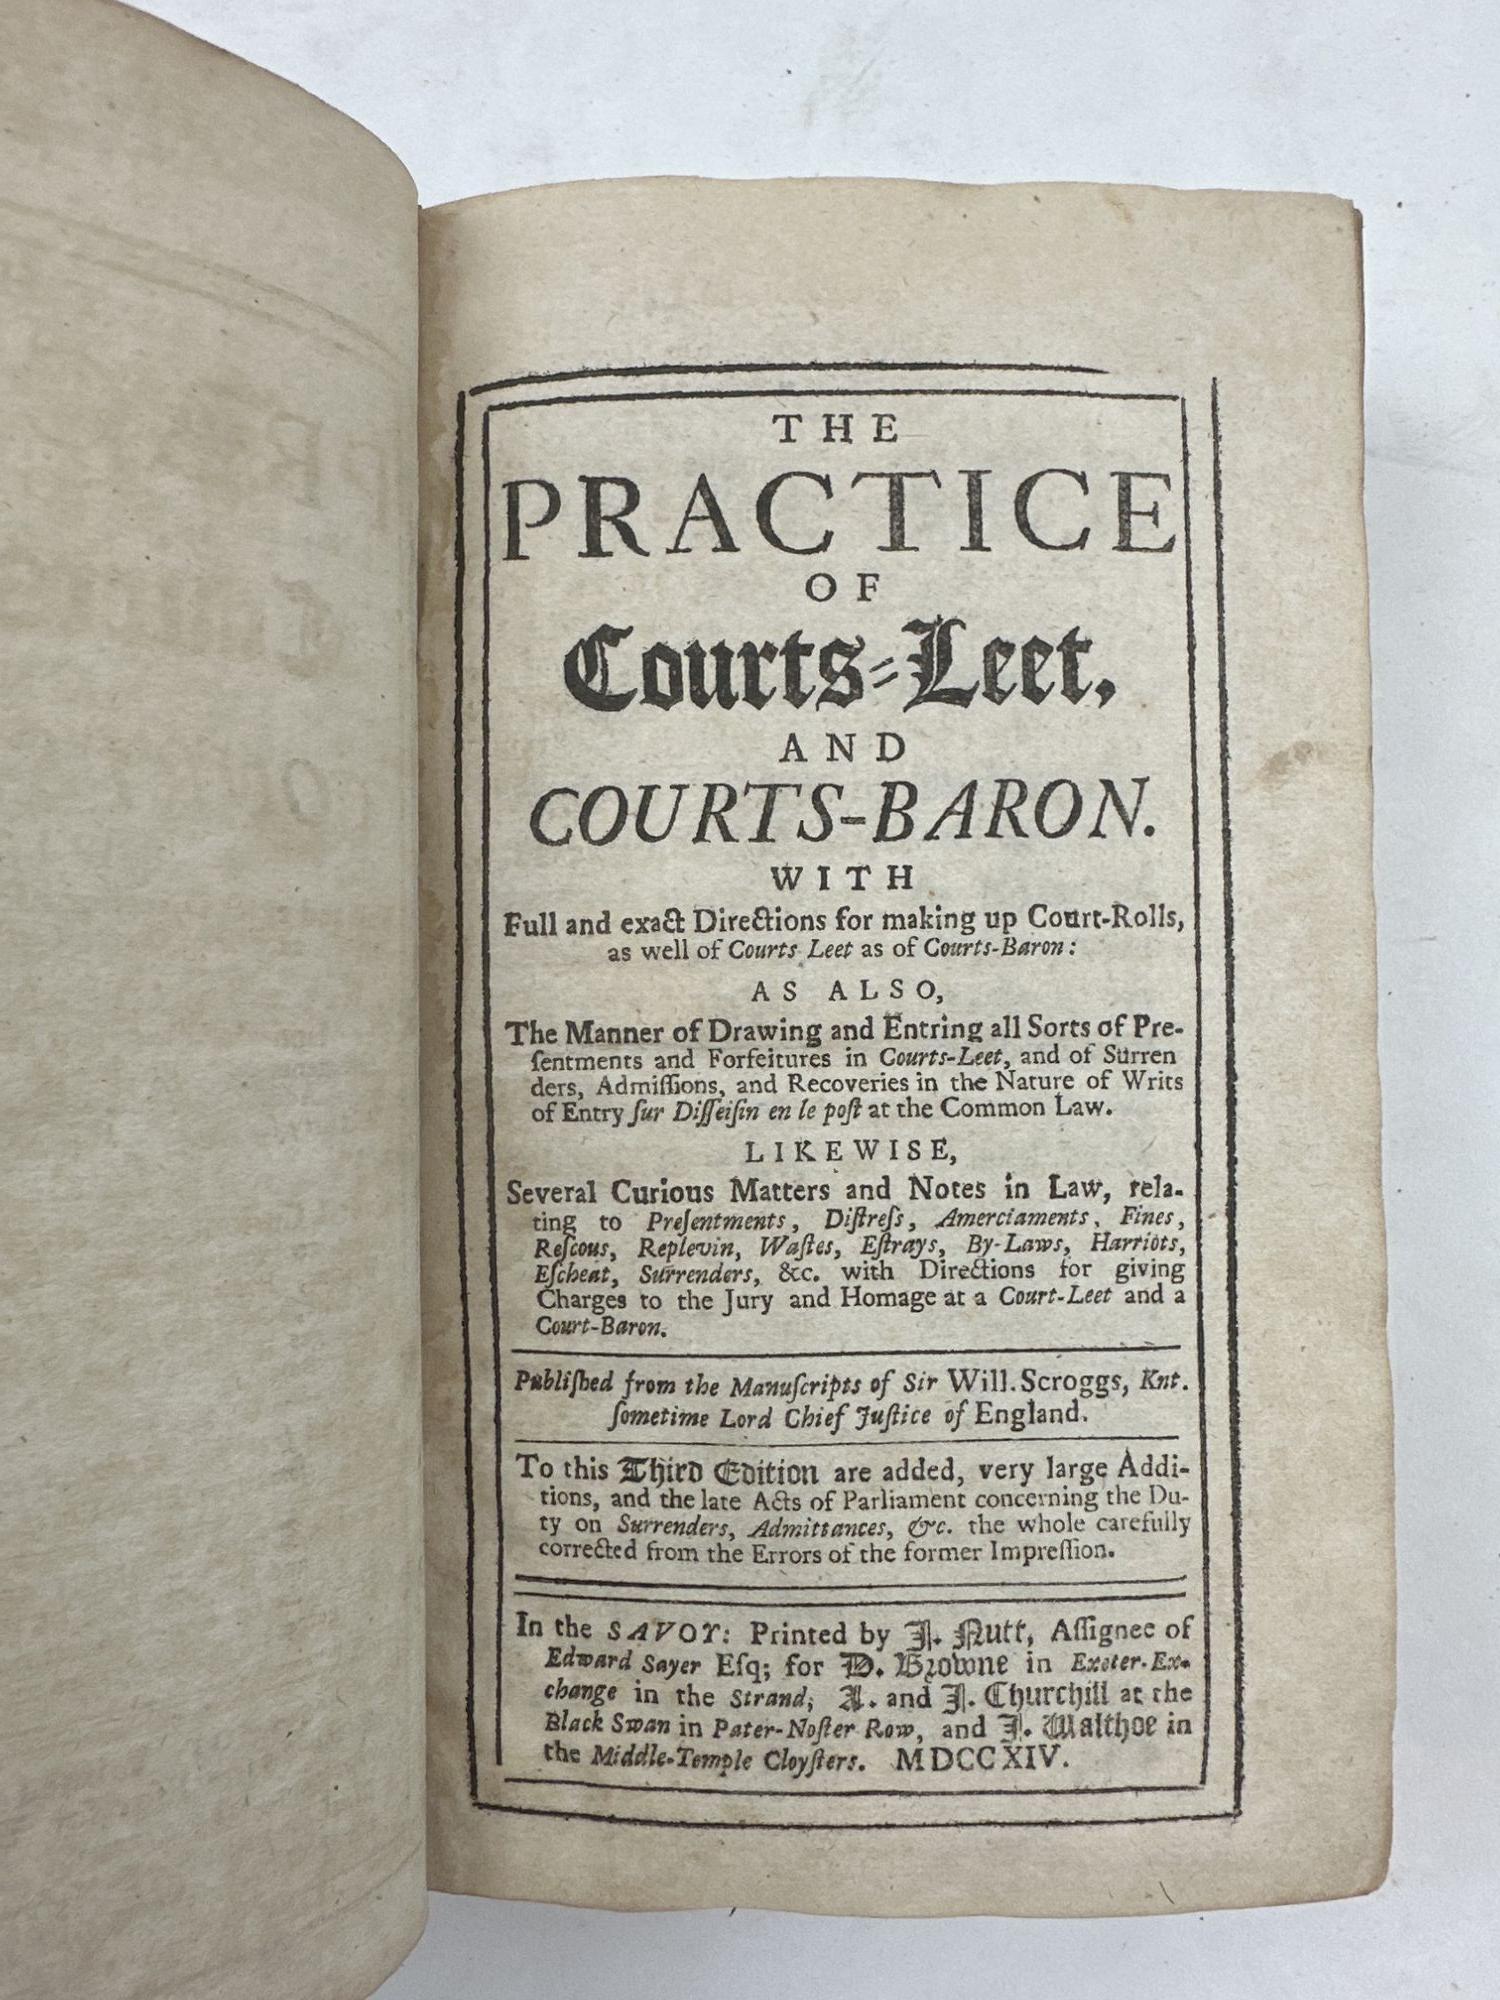 THE
PRACTICE
OF
Courts-Leet,
AND
COURTS-BARON.
WITH
Full and exact Directions for making up Court-Rolls,
as well of Courts Leet as of Courts-Baron:
AS ALSO,
The Manner of Drawing and Entring all Sorts of Pre-
ſentments and Forfeitures in Courts-Leet, and of Surren
ders, Admiſſions, and Recoveries in the Nature of Writs
of Entry ſur Diſſeiſin en le poſt at the Common Law.
LIKEWISE,
Several Curious Matters and Notes in Law, rela-
ting to Preſentments, Diſtreſs, Amerciaments, Fines,
Reſcous, Replevin, Waſtes, Eſtrays, By-Laws, Harriots,
Eſcheat, Surrenders, &c. with Directions for giving
Charges to the Jury and Homage at a Court-Leet and a
Court-Baron.
Publiſhed from the Manuſcripts of Sir Will. Scroggs, Knt.
ſometime Lord Chief Juſtice of England.
To this Third Edition are added, very large Addi-
tions, and the late Acts of Parliament concerning the Du-
ty on Surrenders, Admittances, &c. the whole carefully
corrected from the Errors of the former Impreſſion.
In the SAVOY: Printed by J. Nutt, Aſſignee of
Edward Sayer Eſq; for D. Browne in Exeter-Ex-
change in the Strand; A. and J. Churchill at the
Black Swan in Pater-Noſter Row, and J. Walthoe in
the Middle-Temple Cloyſters. MDCCXIV.